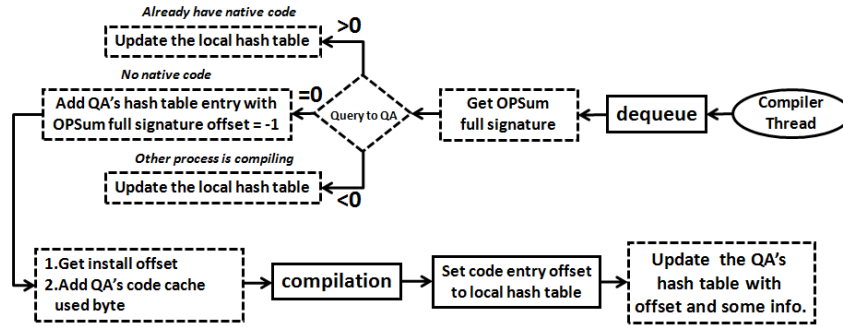 Already have native code
Update the local hash table
>0
No native code
Add QA's hash table entry with
OPSum full signature offset = -1
=0
Query to QA
Get OPSum
full signature
dequeue
Compiler
Thread
Other process is compiling
Update the local hash table
<0
1.Get install offset
2.Add QA's code cache
used byte
compilation
Set code entry offset
to local hash table
Update the QA's
hash table with
offset and some info.